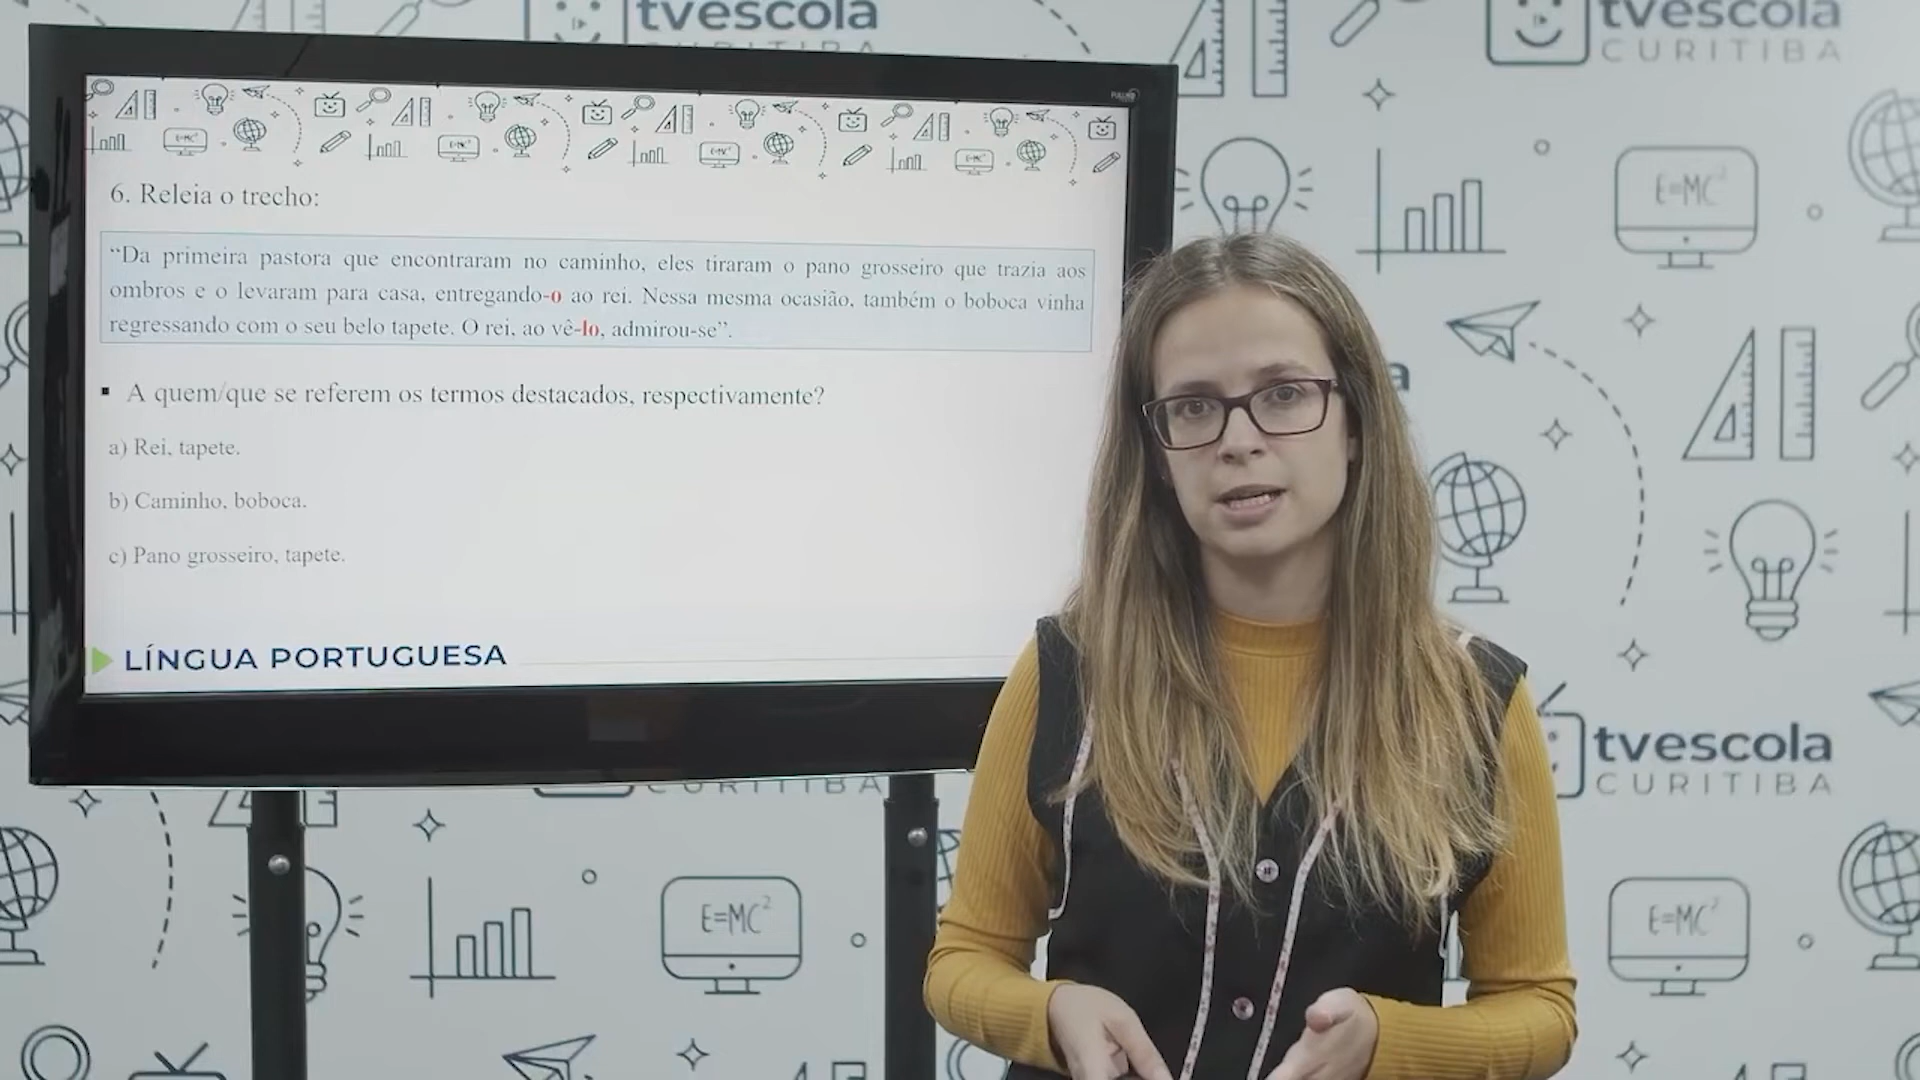 tvescola
CURITIBA
tvescola
CURITIBA
6. Releia o trecho:
“Da primeira pastora que encontraram no caminho, eles tiraram o pano grosseiro que trazia aos
ombros e o levaram para casa, entregando-o ao rei. Nessa mesma ocasião, também o boboca vinha
regressando com o seu belo tapete. O rei, ao vê-lo, admirou-se”.
▪ A quem/que se referem os termos destacados, respectivamente?
a) Rei, tapete.
b) Caminho, boboca.
c) Pano grosseiro, tapete.
LÍNGUA PORTUGUESA
E=MC²
a
tvescola
CURITIBA
CURITIBA
E=MC²
E=MC²